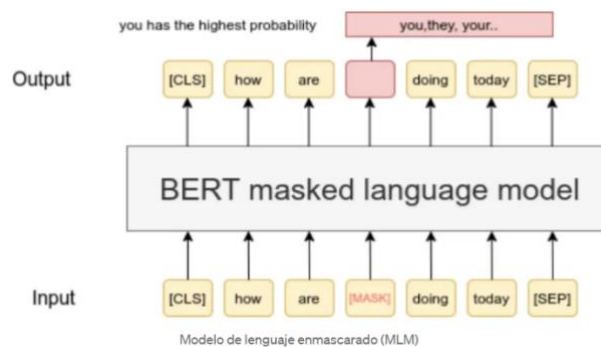 you has the highest probability
you,they, your..
Output
[CLS] how are doing today [SEP]
BERT masked language model
Input
[CLS] how are [MASK] doing today [SEP]
Modelo de lenguaje enmascarado (MLM)